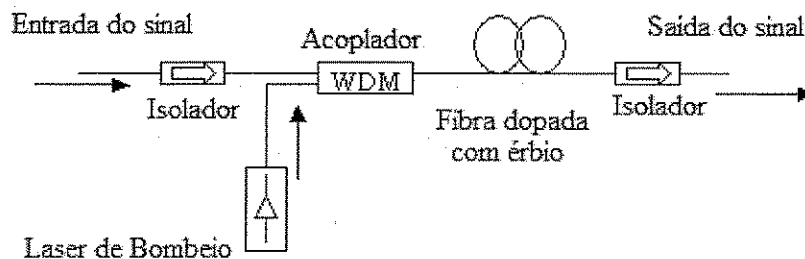 Entrada do sinal
Acoplador
Saída do sinal
WDM
Isolador
Isolador
Fibra dopada
com érbio
Laser de Bombeio